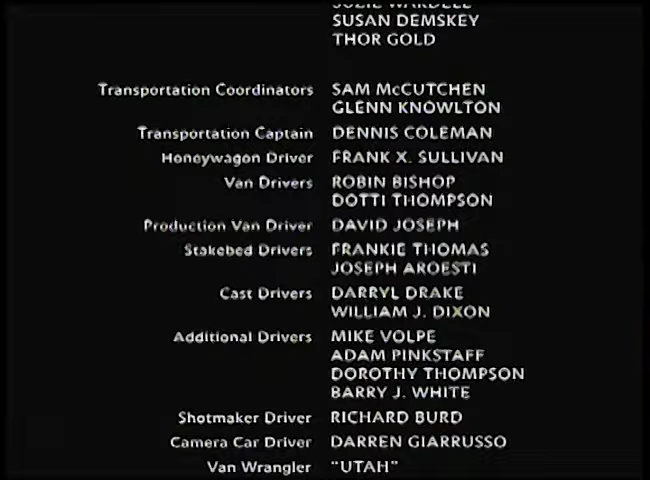 SUZIE WARDELL
SUSAN DEMSKEY
THOR GOLD
Transportation Coordinators SAM McCUTCHEN
GLENN KNOWLTON
Transportation Captain DENNIS COLEMAN
Honeywagon Driver FRANK X. SULLIVAN
Van Drivers ROBIN BISHOP
DOTTI THOMPSON
Production Van Driver DAVID JOSEPH
Stakebed Drivers FRANKIE THOMAS
JOSEPH AROESTI
Cast Drivers DARRYL DRAKE
WILLIAM J. DIXON
Additional Drivers MIKE VOLPE
ADAM PINKSTAFF
DOROTHY THOMPSON
BARRY J. WHITE
Shotmaker Driver RICHARD BURD
Camera Car Driver DARREN GIARRUSSO
Van Wrangler "UTAH"